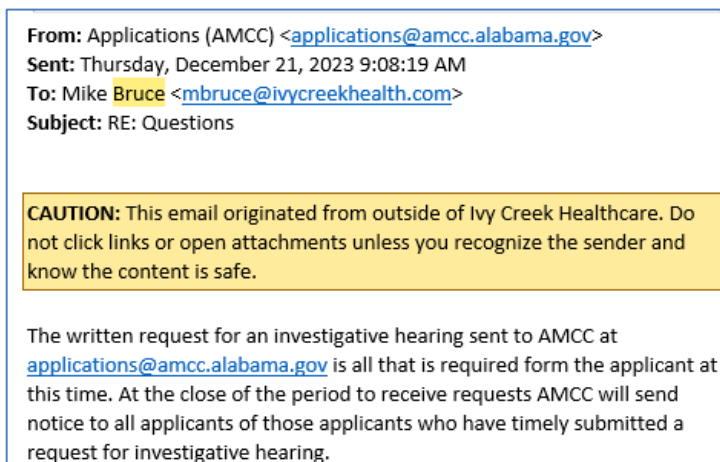 From: Applications (AMCC) <applications@amcc.alabama.gov>
Sent: Thursday, December 21, 2023 9:08:19 AM
To: Mike Bruce <mbruce@ivycreekhealth.com>
Subject: RE: Questions
CAUTION: This email originated from outside of Ivy Creek Healthcare. Do
not click links or open attachments unless you recognize the sender and
know the content is safe.
The written request for an investigative hearing sent to AMCC at
applications@amcc.alabama.gov is all that is required form the applicant at
this time. At the close of the period to receive requests AMCC will send
notice to all applicants of those applicants who have timely submitted a
request for investigative hearing.